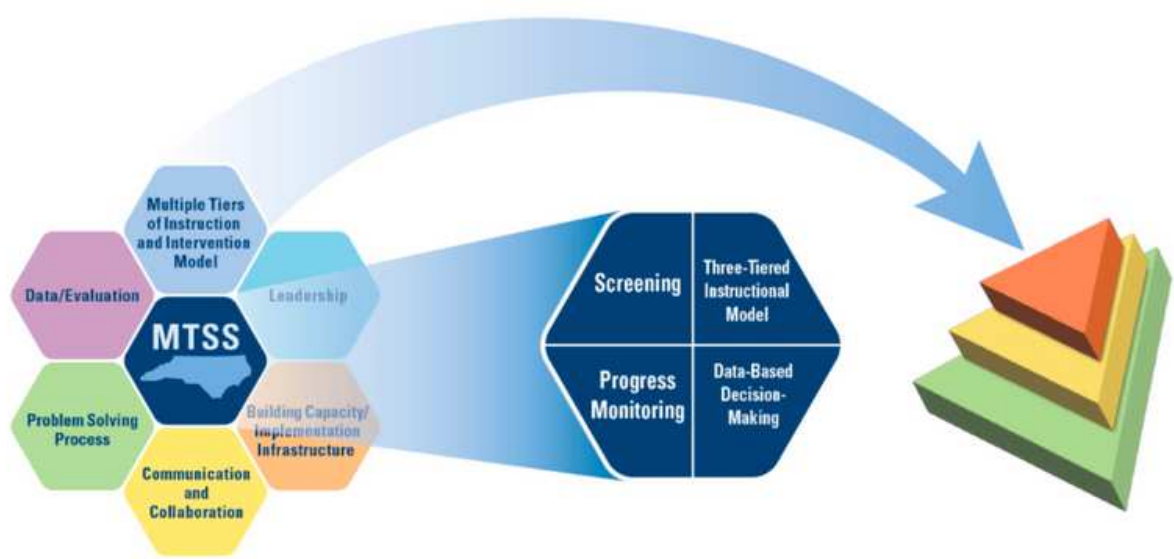 Multiple Tiers
of Instruction
and Intervention
Model
Data/Evaluation
Leadership
MTSS
Problem Solving
Process
Building Capacity/
Implementation
Infrastructure
Communication
and
Collaboration
Screening
Three-Tiered
Instructional
Model
Progress
Monitoring
Data-Based
Decision-
Making